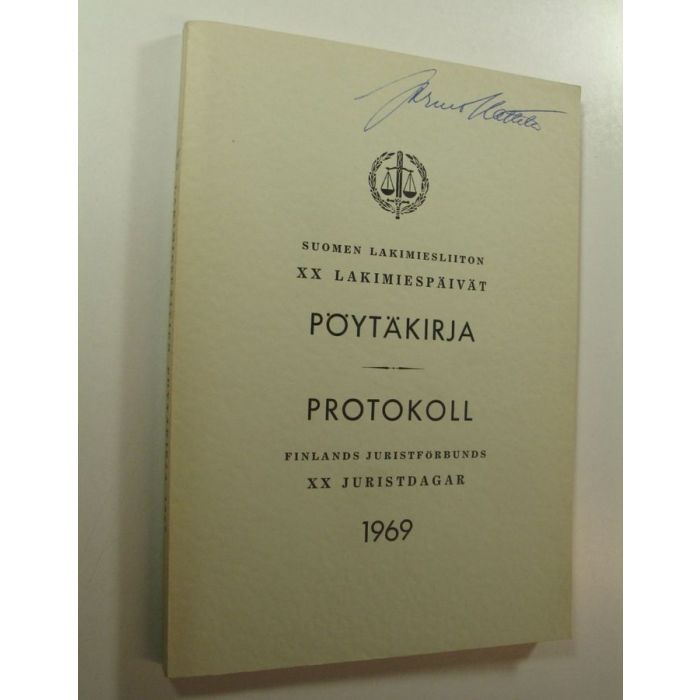 SUOMEN LAKIMIESLIITON
XX LAKIMIESPÄIVÄT
PÖYTÄKIRJA
PROTOKOLL
FINLANDS JURISTFÖRBUNDS
XX JURISTDAGAR
1969